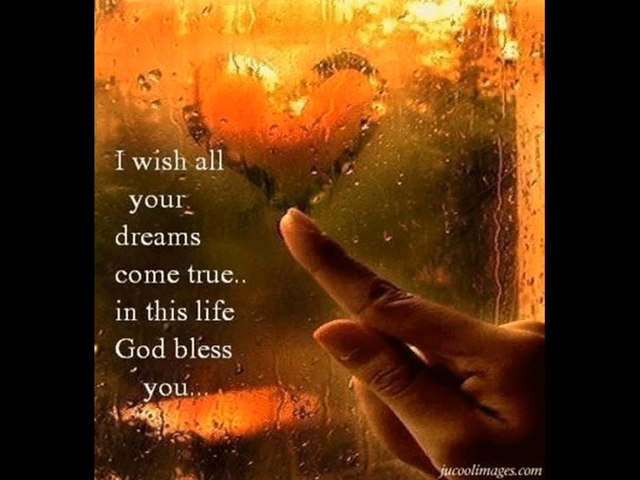 I wish all
your
dreams
come true..
in this life
God bless
you...
jucoolimages.com